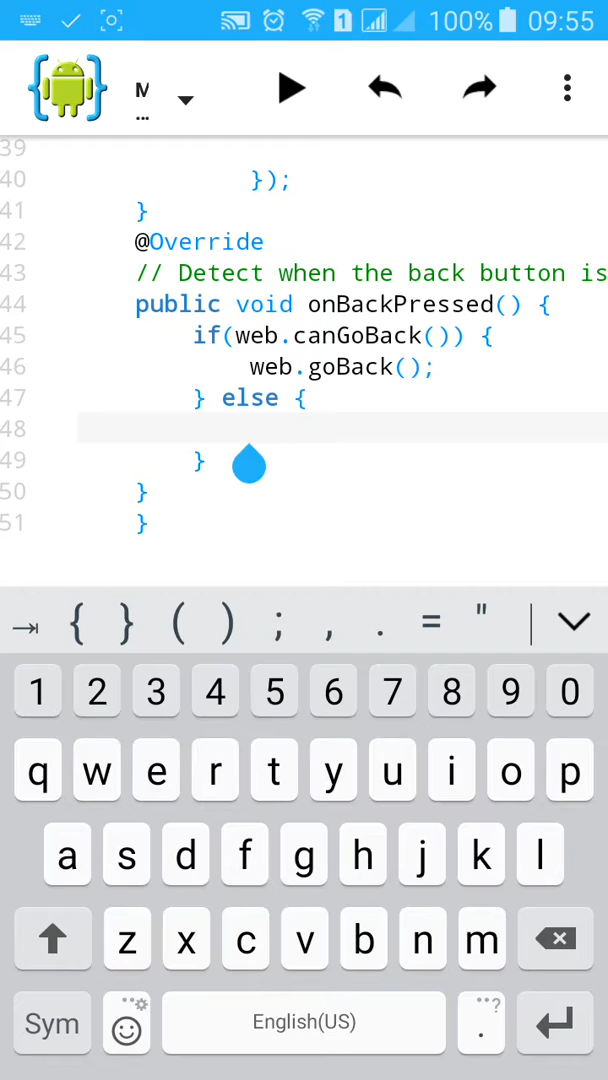 1 100% 09:55
M
...
39
40 });
41 }
42 @Override
43 // Detect when the back button is
44 public void onBackPressed() {
45 if(web.canGoBack()) {
46 web.goBack();
47 } else {
48
49 }
50 }
51 }
{ } ( ) ; , . = " |
1 2 3 4 5 6 7 8 9 0
q w e r t y u i o p
a s d f g h j k l
z x c v b n m
Sym English(US) . ?